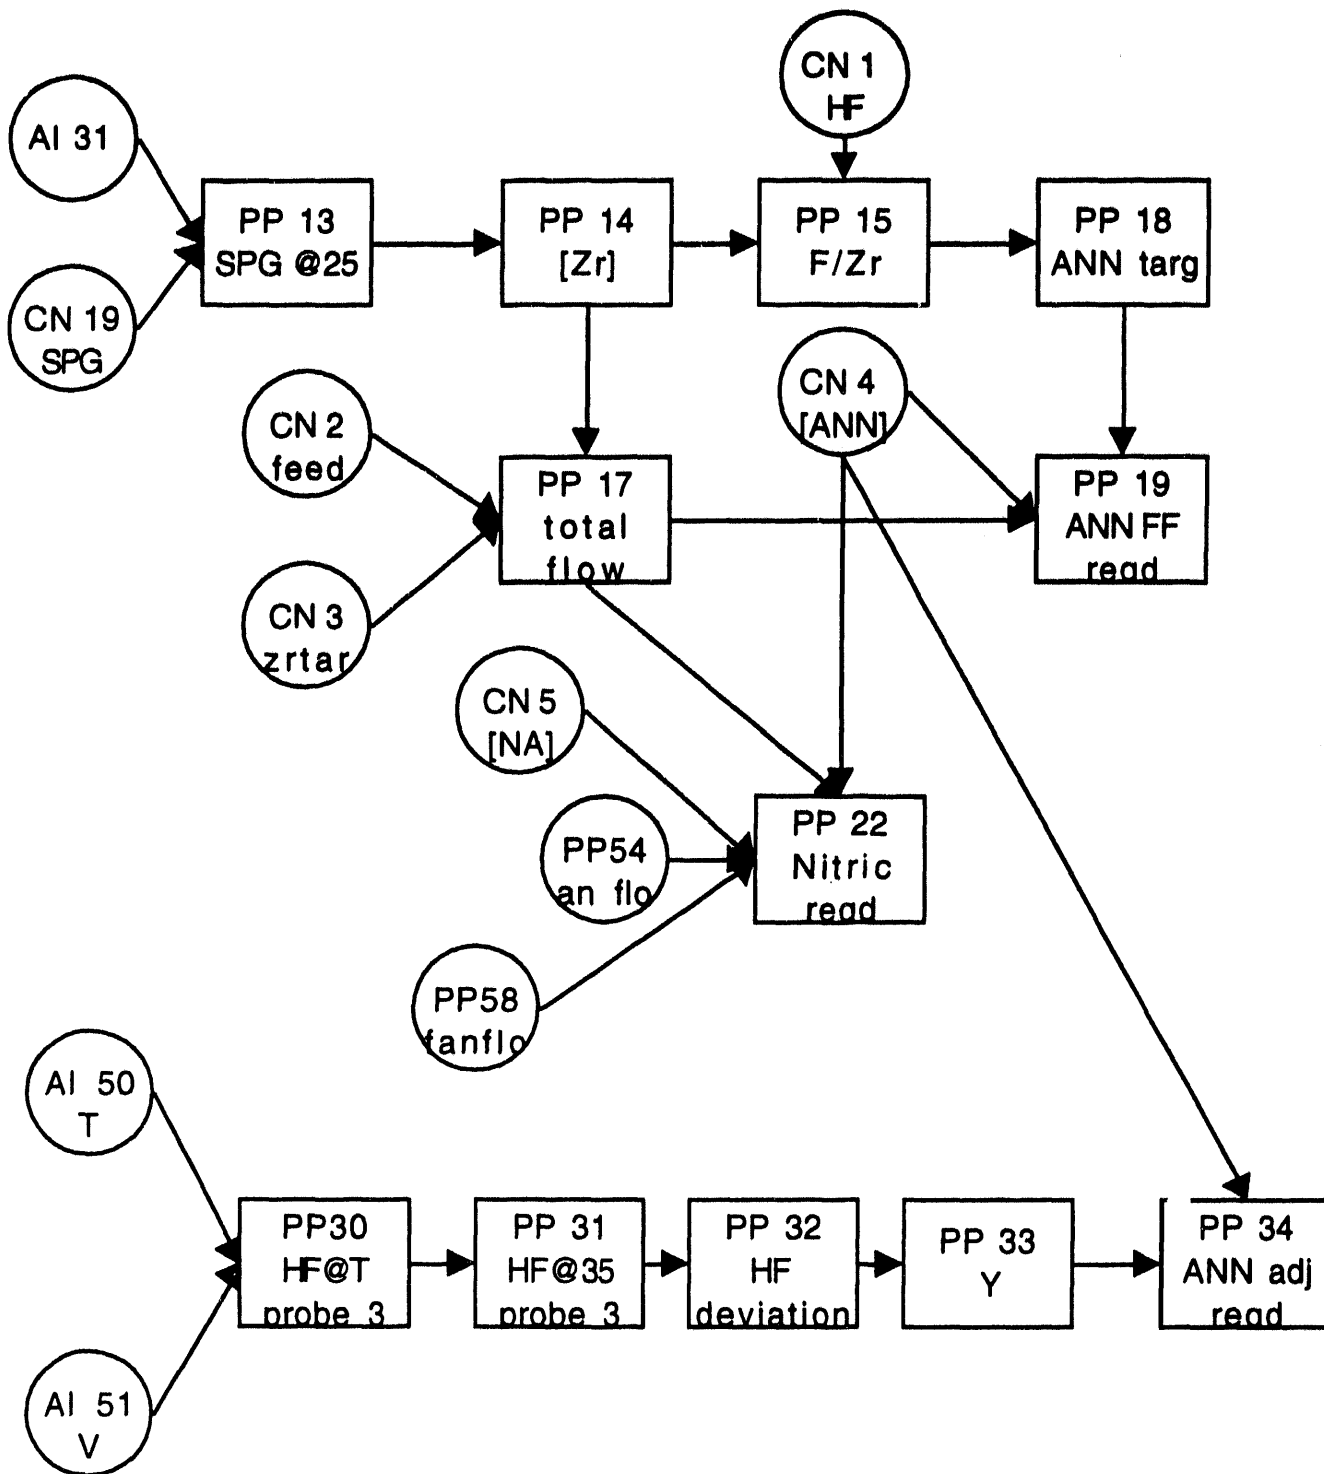 CN 1
HF
AI 31
PP 13
SPG @25
PP 14
[Zr]
PP 15
F/Zr
PP 18
ANN targ
CN 19
SPG
CN 2
feed
CN 4
[ANN]
PP 17
total
flow
PP 19
ANN FF
reqd
CN 3
zrtar
CN 5
[NA]
PP54
an flo
PP 22
Nitric
reqd
PP58
fanflo
AI 50
T
PP30
HF@T
probe 3
PP 31
HF@35
probe 3
PP 32
HF
deviation
PP 33
Y
PP 34
ANN adj
reqd
AI 51
V